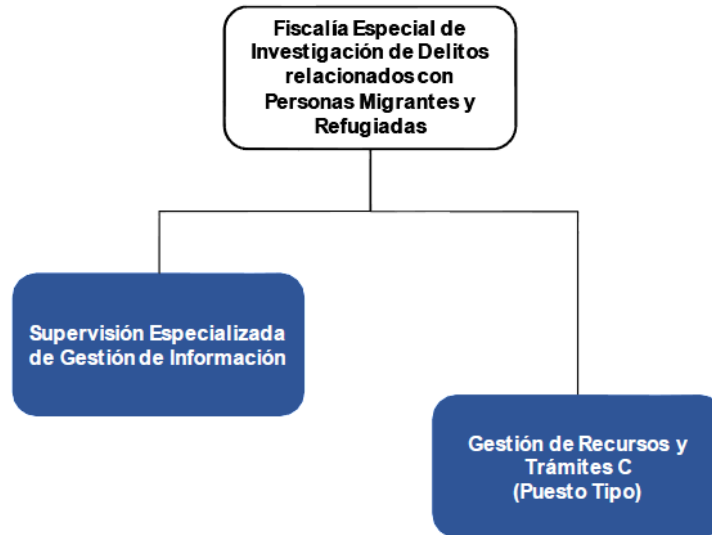 Fiscalía Especial de
Investigación de Delitos
relacionados con
Personas Migrantes y
Refugiadas
Supervisión Especializada
de Gestión de Información
Gestión de Recursos y
Trámites C
(Puesto Tipo)